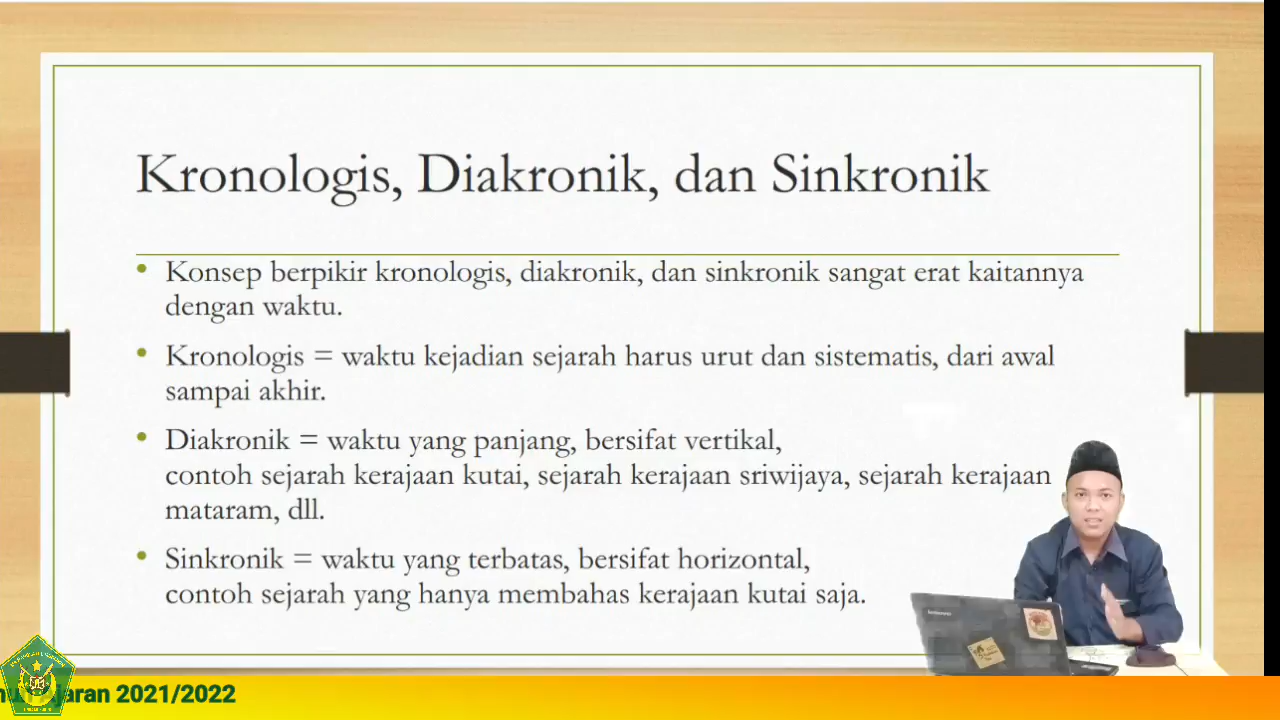 Kronologis, Diakronik, dan Sinkronik
• Konsep berpikir kronologis, diakronik, dan sinkronik sangat erat kaitannya
dengan waktu.
• Kronologis = waktu kejadian sejarah harus urut dan sistematis, dari awal
sampai akhir.
• Diakronik = waktu yang panjang, bersifat vertikal,
contoh sejarah kerajaan kutai, sejarah kerajaan sriwijaya, sejarah kerajaan
mataram, dll.
• Sinkronik = waktu yang terbatas, bersifat horizontal,
contoh sejarah yang hanya membahas kerajaan kutai saja.
jaran 2021/2022